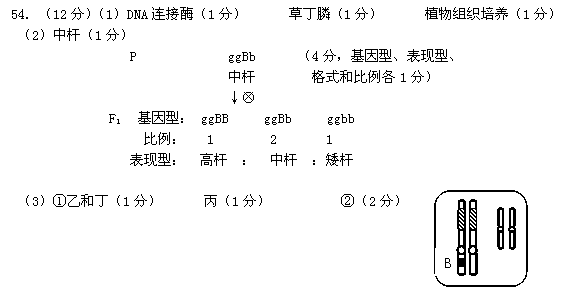 54. (12分)(1) DNA连接酶(1分) 草丁膦(1分) 植物组织培养(1分)
(2) 中杆(1分)
P ggBb (4分，基因型、表现型、
中杆 格式和比例各1分)
↓⊗
F₁ 基因型： ggBB ggBb ggbb
比例： 1 2 1
表现型： 高杆 ： 中杆 ：矮杆
(3) ①乙和丁(1分) 丙(1分) ②(2分)
B